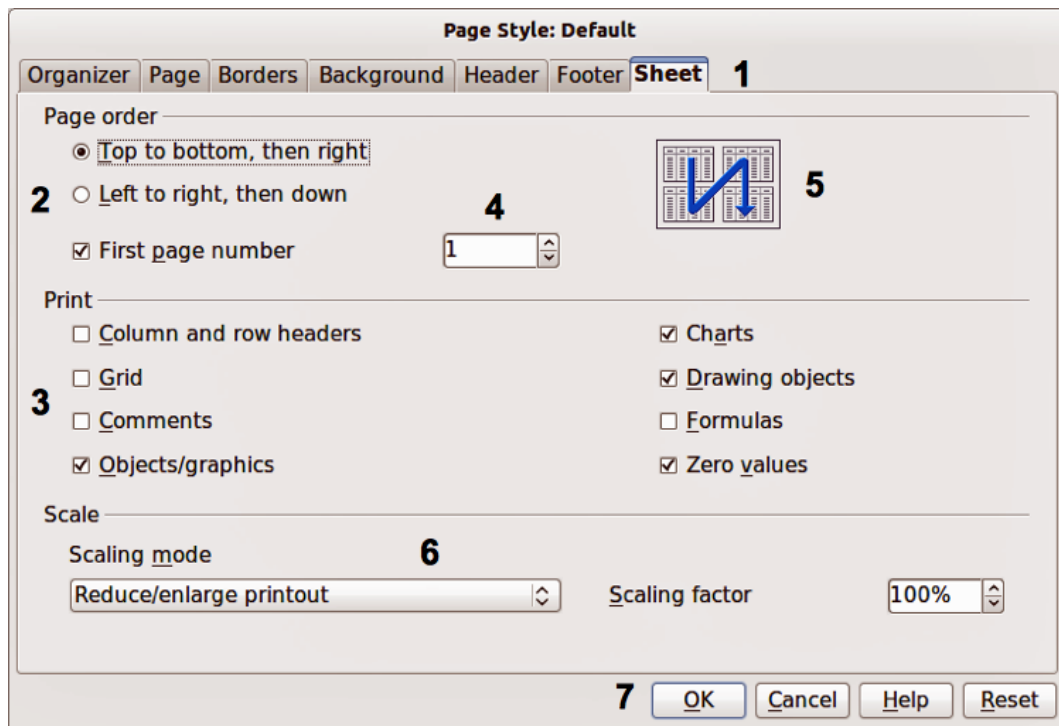 Page Style: Default
Organizer Page Borders Background Header Footer Sheet 1
Page order
Top to bottom, then right
2 Left to right, then down 4 5
First page number 1
Print
Column and row headers Charts
Grid Drawing objects
3
Comments Formulas
Objects/graphics Zero values
Scale
Scaling mode 6
Reduce/enlarge printout Scaling factor 100%
7 OK Cancel Help Reset